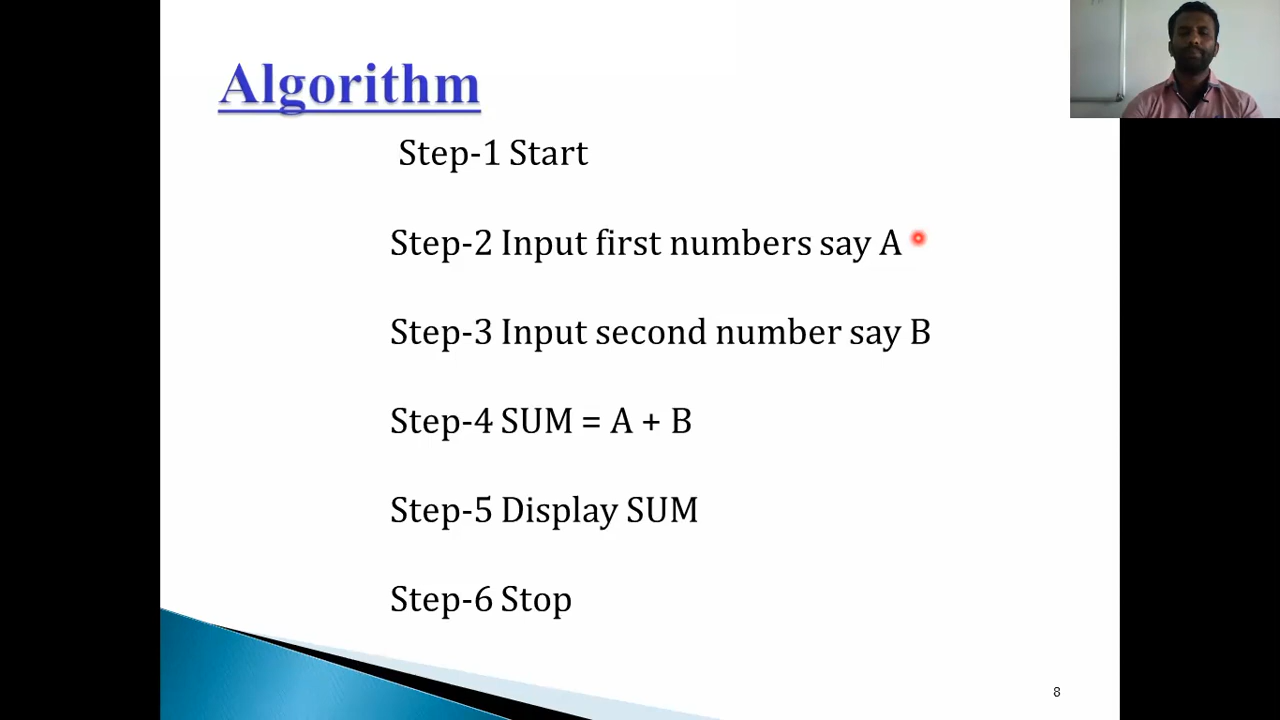 Algorithm
Step-1 Start
Step-2 Input first numbers say A
Step-3 Input second number say B
Step-4 SUM = A + B
Step-5 Display SUM
Step-6 Stop
8